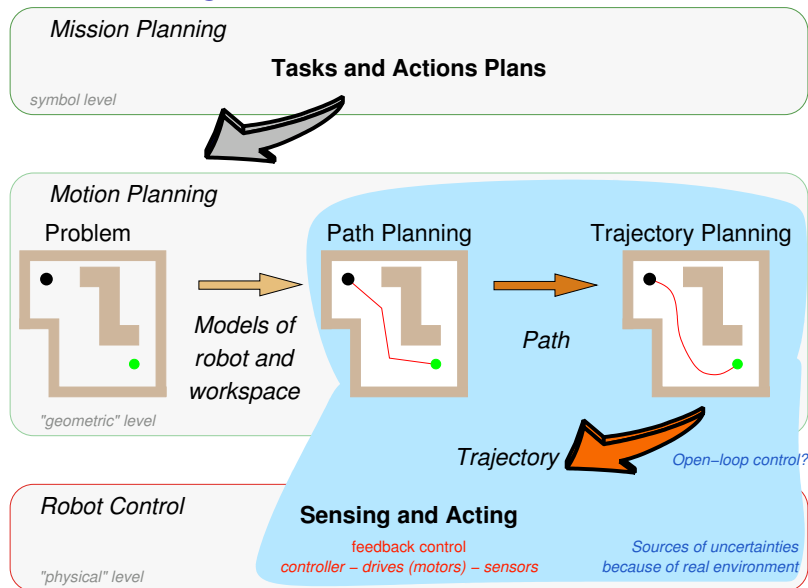 Mission Planning
Tasks and Actions Plans
symbol level
Motion Planning
Problem
Path Planning
Trajectory Planning
Models of
robot and
workspace
Path
"geometric" level
Trajectory
Open−loop control?
Robot Control
Sensing and Acting
feedback control
controller − drives (motors) − sensors
Sources of uncertainties
because of real environment
"physical" level